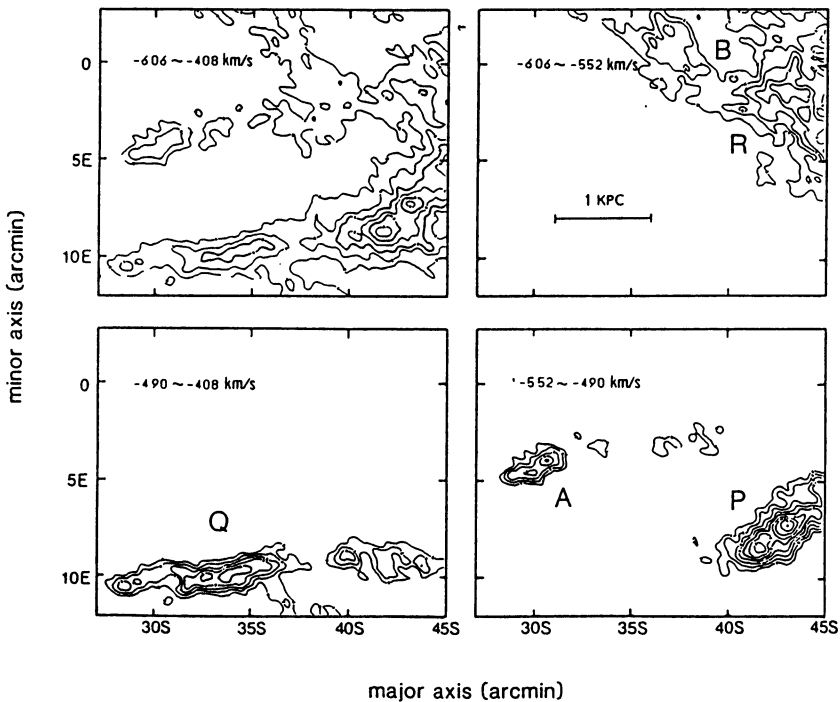 -606 ~ -408 km/s
-606 ~ -552 km/s
B
R
1 KPC
0
5E
10E
-490 ~ -408 km/s
-552 ~ -490 km/s
Q
A
P
0
5E
10E
30S 35S 40S 45S
30S 35S 40S 45S
minor axis (arcmin)
major axis (arcmin)